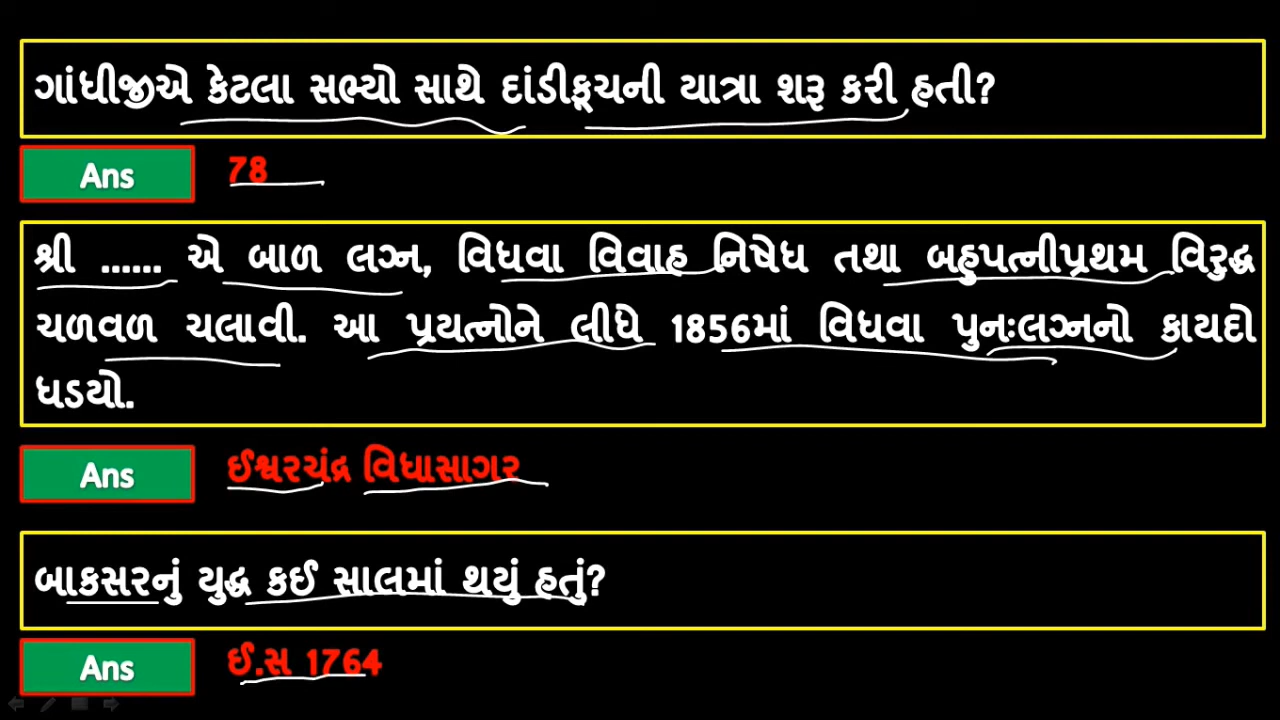 ગાંધીજીએ કેટલા સભ્યો સાથે દાંડીકૂચની યાત્રા શરૂ કરી હતી?
Ans 78
શ્રી ...... એ બાળ લગ્ન, વિધવા વિવાહ નિષેધ તથા બહુપત્નીપ્રથમ વિરુદ્ધ
ચળવળ ચલાવી. આ પ્રયત્નોને લીધે 1856માં વિધવા પુનઃલગ્નનો કાયદો
ઘડયો.
Ans ઈશ્વરચંદ્ર વિધાસાગર
બાકસરનું યુદ્ધ કઈ સાલમાં થયું હતું?
Ans ઈ.સ 1764